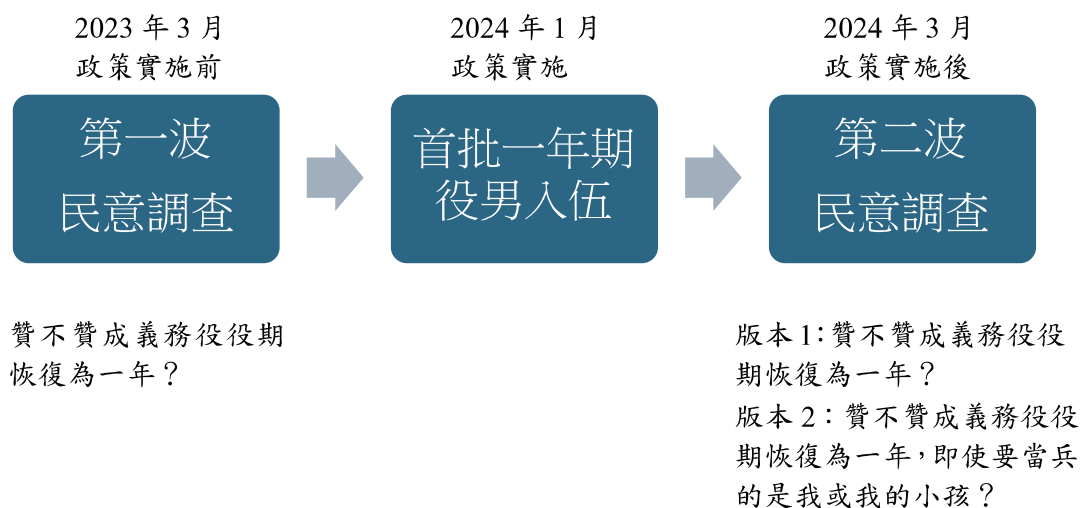 2023 年 3 月
政策實施前
第一波
民意調查
贊不贊成義務役役期
恢復為一年？
2024 年 1 月
政策實施
首批一年期
役男入伍
2024 年 3 月
政策實施後
第二波
民意調查
版本 1：贊不贊成義務役役
期恢復為一年？
版本 2：贊不贊成義務役役
期恢復為一年，即使要當兵
的是我或我的小孩？